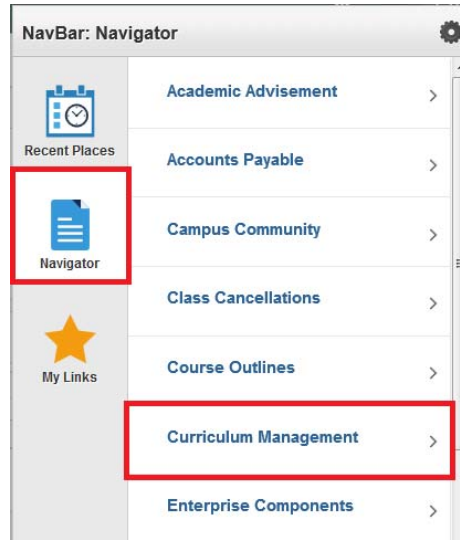 NavBar: Navigator
Recent Places
Navigator
My Links
Academic Advisement
Accounts Payable
Campus Community
Class Cancellations
Course Outlines
Curriculum Management
Enterprise Components